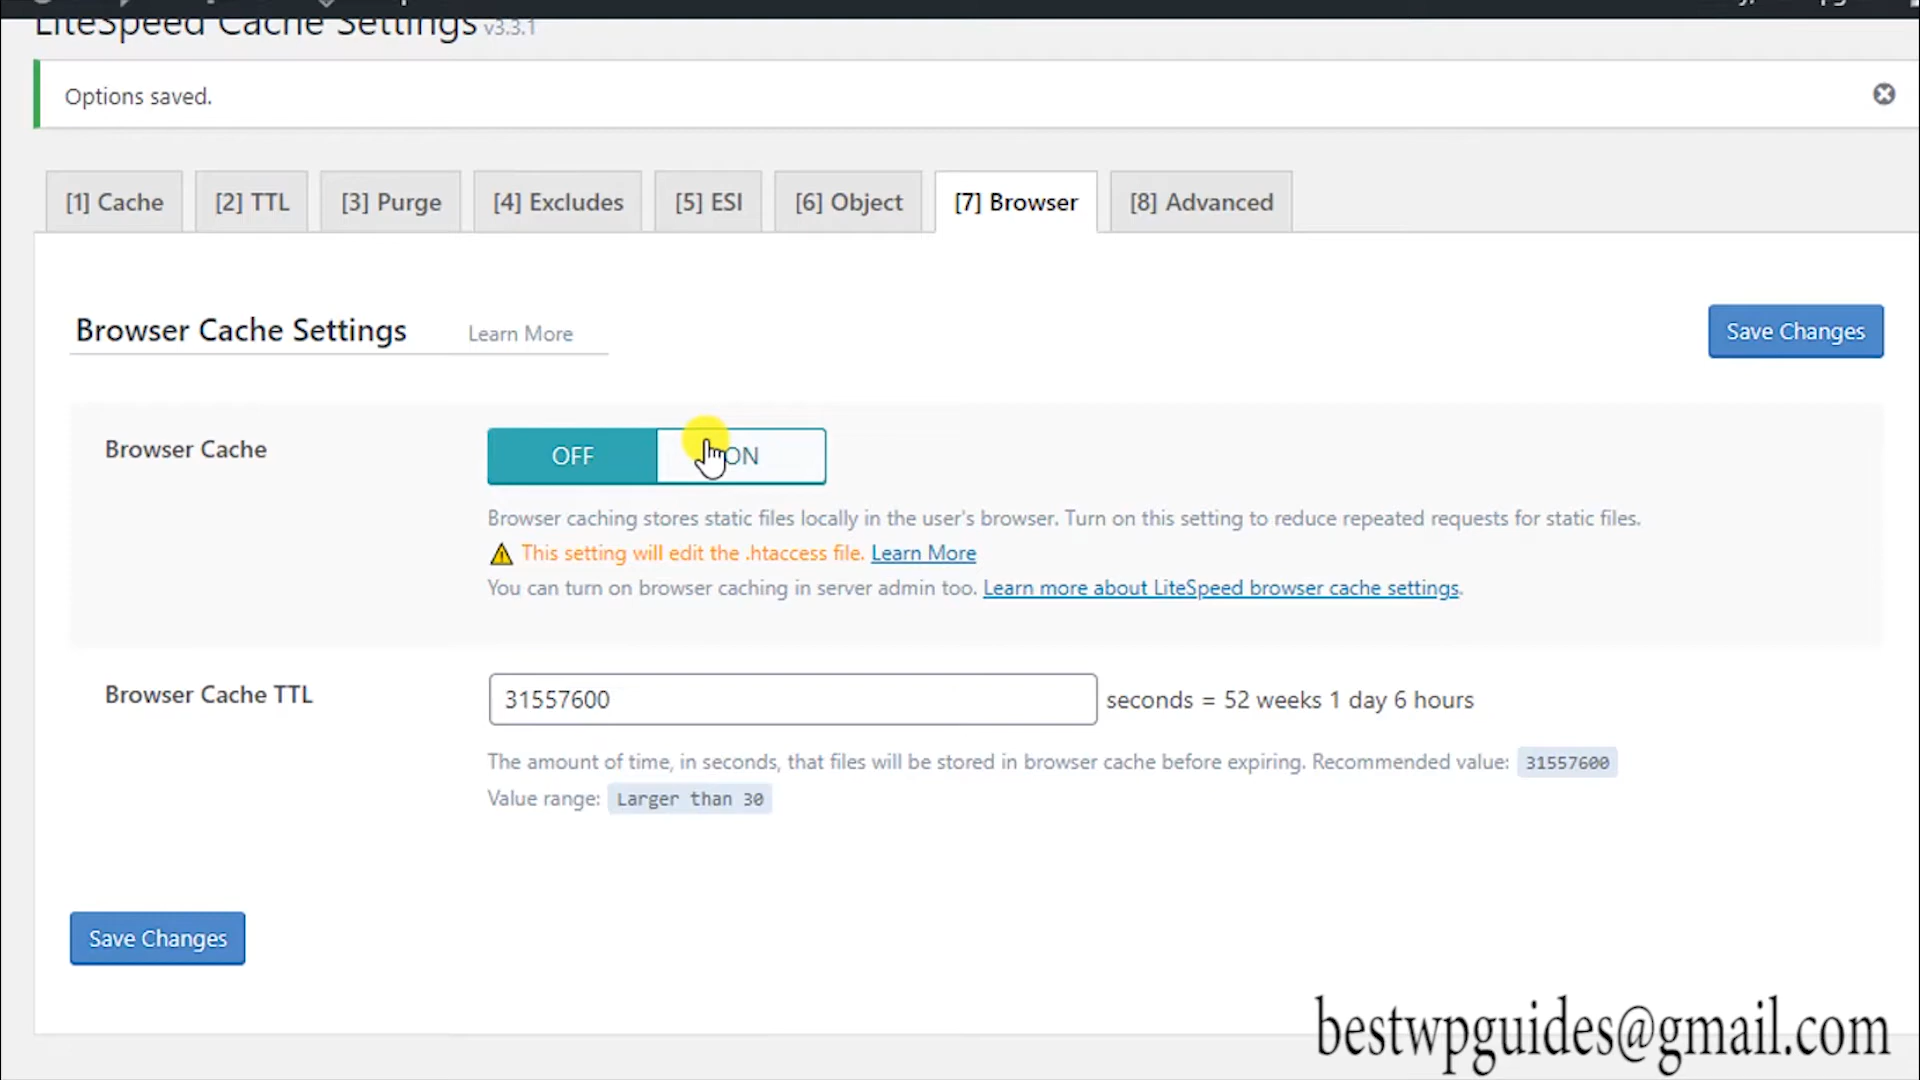 LiteSpeed Cache Settings v3.3.1
Options saved.
[1] Cache [2] TTL [3] Purge [4] Excludes [5] ESI [6] Object [7] Browser [8] Advanced
Browser Cache Settings Learn More Save Changes
Browser Cache OFF ON
Browser caching stores static files locally in the user's browser. Turn on this setting to reduce repeated requests for static files.
This setting will edit the .htaccess file. Learn More
You can turn on browser caching in server admin too. Learn more about LiteSpeed browser cache settings.
Browser Cache TTL 31557600 seconds = 52 weeks 1 day 6 hours
The amount of time, in seconds, that files will be stored in browser cache before expiring. Recommended value: 31557600
Value range: Larger than 30
Save Changes
bestwpguides@gmail.com